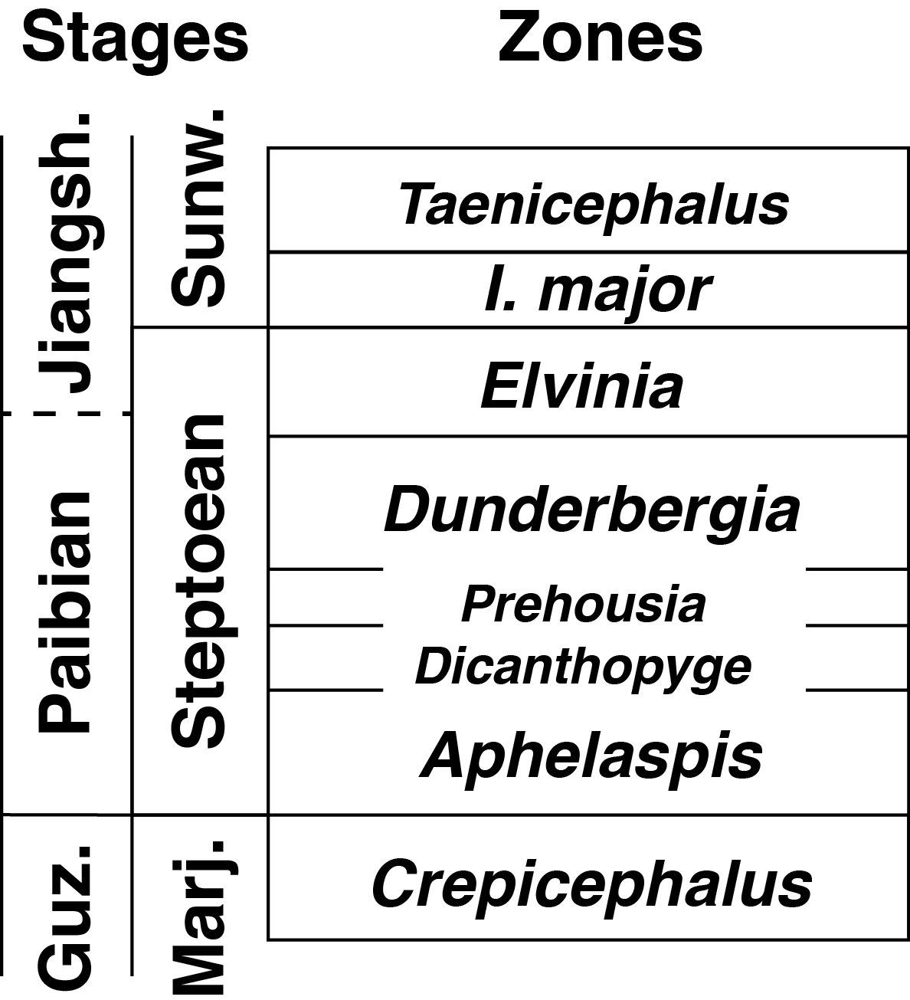 Stages
Zones
Jiangsh.
Sunw.
Taenicephalus
I. major
Elvinia
Steptoean
Dunderbergia
Paibian
Prehousia
Dicanthopyge
Aphelaspis
Guz.
Marj.
Crepicephalus